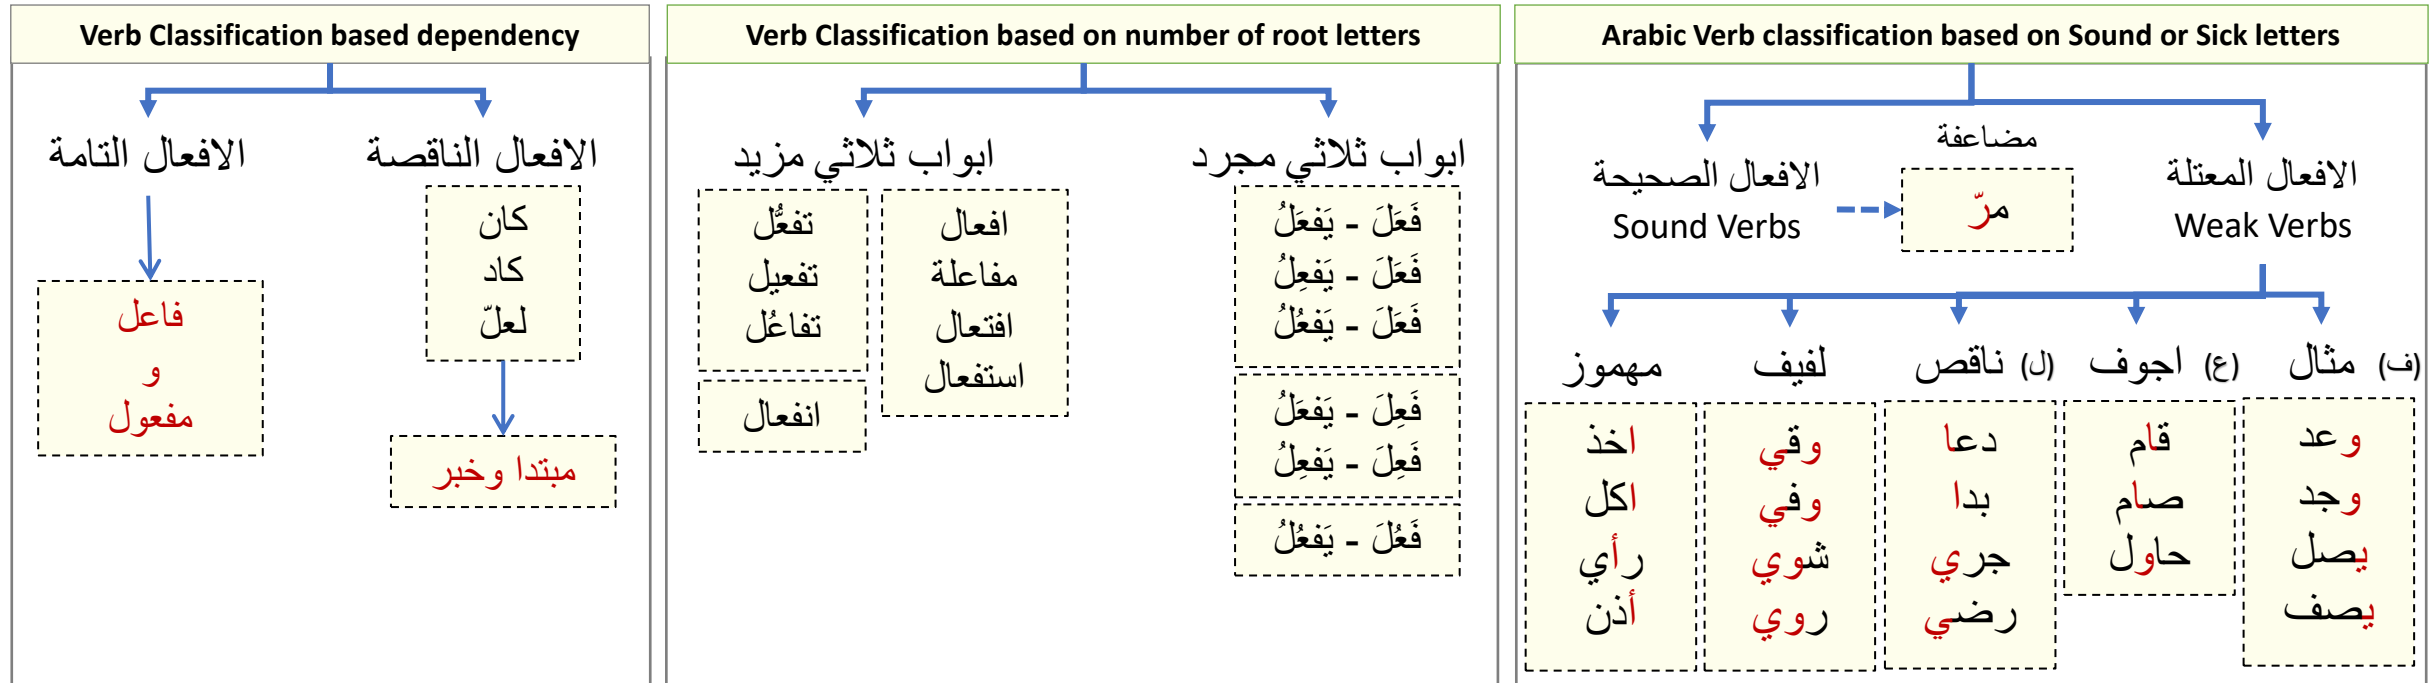 Verb Classification based dependency
الافعال التامة
فاعل
و
مفعول
الافعال الناقصة
كان
كاد
لعلّ
مبتدا وخبر
Verb Classification based on number of root letters
ابواب ثلاثي مزيد
تفعُّل
تفعيل
تفاعُل
انفعال
افعال
مفاعلة
افتعال
استفعال
ابواب ثلاثي مجرد
فَعَلَ - يَفعَلُ
فَعَلَ - يَفعِلُ
فَعَلَ - يَفعُلُ
فَعِلَ - يَفعَلُ
فَعِلَ - يَفعِلُ
فَعُلَ - يَفعُلُ
Arabic Verb classification based on Sound or Sick letters
الافعال الصحيحة
Sound Verbs
مضاعفة
مرّ
الافعال المعتلة
Weak Verbs
(ف) مثال
وعد
وجد
يصل
يصف
(ع) اجوف
قام
صام
حاول
(ل) ناقص
دعا
بدا
جري
رضي
لفيف
وقي
وفي
شوي
روي
مهموز
اخذ
اكل
رأي
أذن